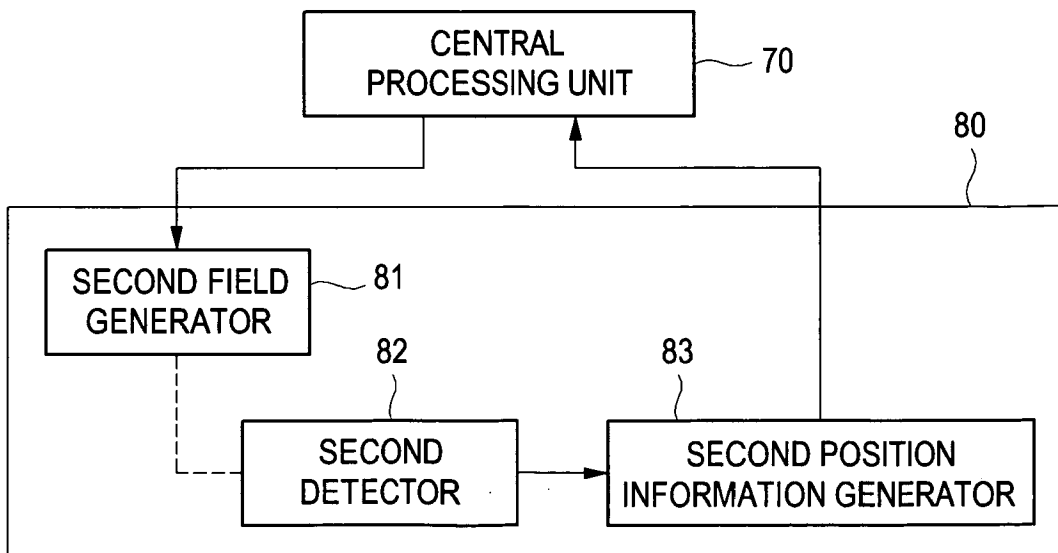 CENTRAL
PROCESSING UNIT
70
80
SECOND FIELD
GENERATOR
81
82
83
SECOND
DETECTOR
SECOND POSITION
INFORMATION GENERATOR